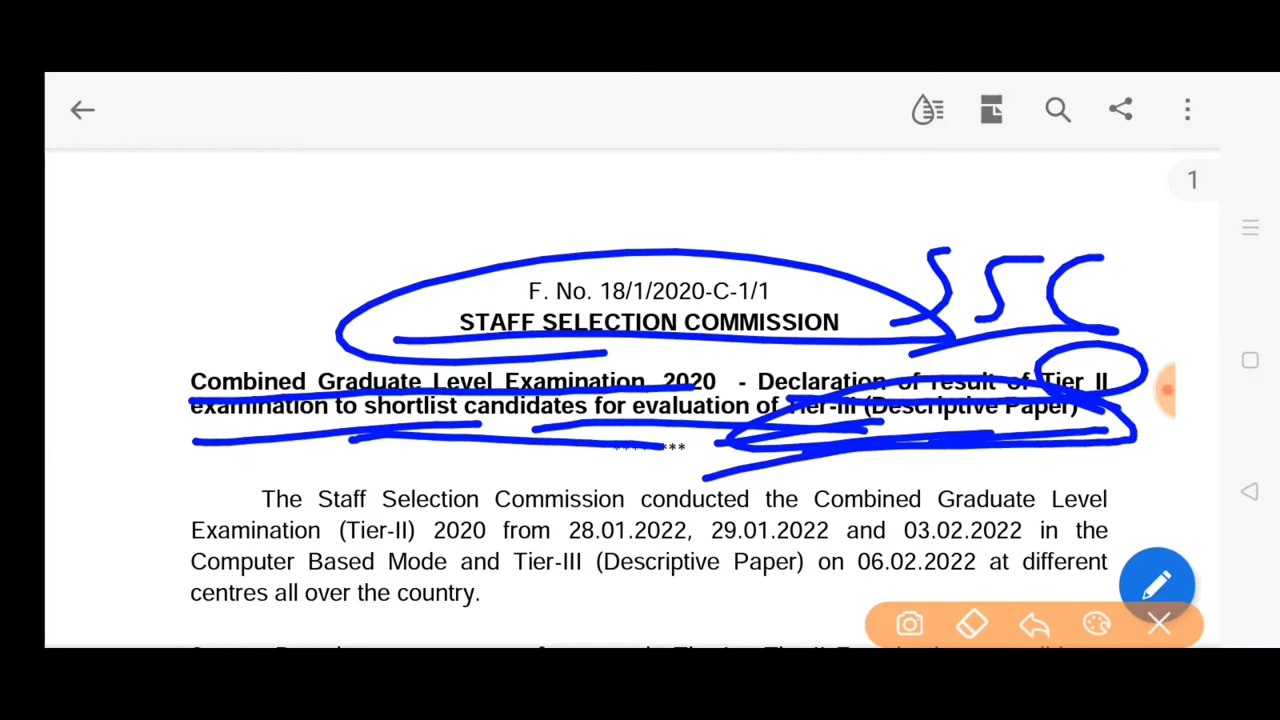 1
SSC
F. No. 18/1/2020-C-1/1
STAFF SELECTION COMMISSION
Combined Graduate Level Examination, 2020 - Declaration of result of Tier II
examination to shortlist candidates for evaluation of Tier-III (Descriptive Paper)
********
The Staff Selection Commission conducted the Combined Graduate Level
Examination (Tier-II) 2020 from 28.01.2022, 29.01.2022 and 03.02.2022 in the
Computer Based Mode and Tier-III (Descriptive Paper) on 06.02.2022 at different
centres all over the country.